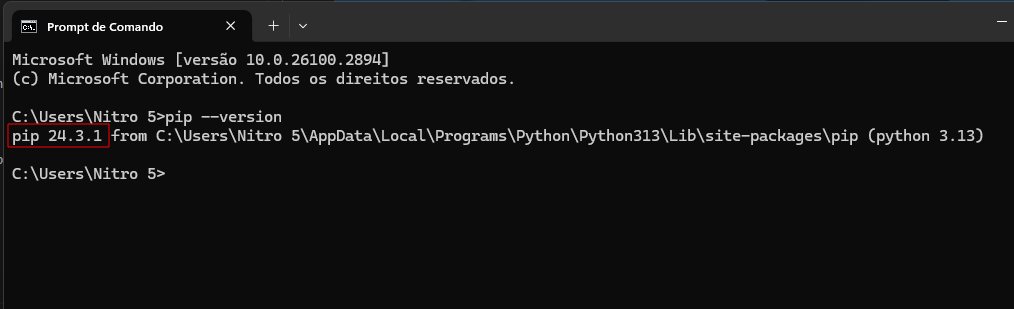 Prompt de Comando
Microsoft Windows [versão 10.0.26100.2894]
(c) Microsoft Corporation. Todos os direitos reservados.
C:\Users\Nitro 5>pip --version
pip 24.3.1 from C:\Users\Nitro 5\AppData\Local\Programs\Python\Python313\Lib\site-packages\pip (python 3.13)
C:\Users\Nitro 5>